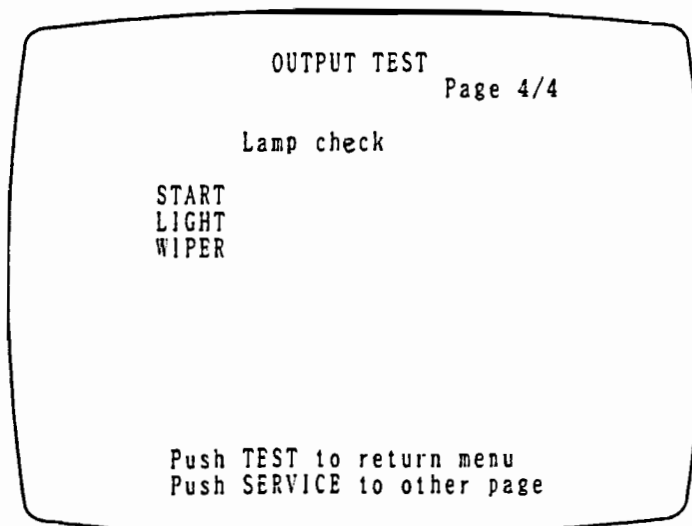 OUTPUT TEST
Page 4/4
Lamp check
START
LIGHT
WIPER
Push TEST to return menu
Push SERVICE to other page